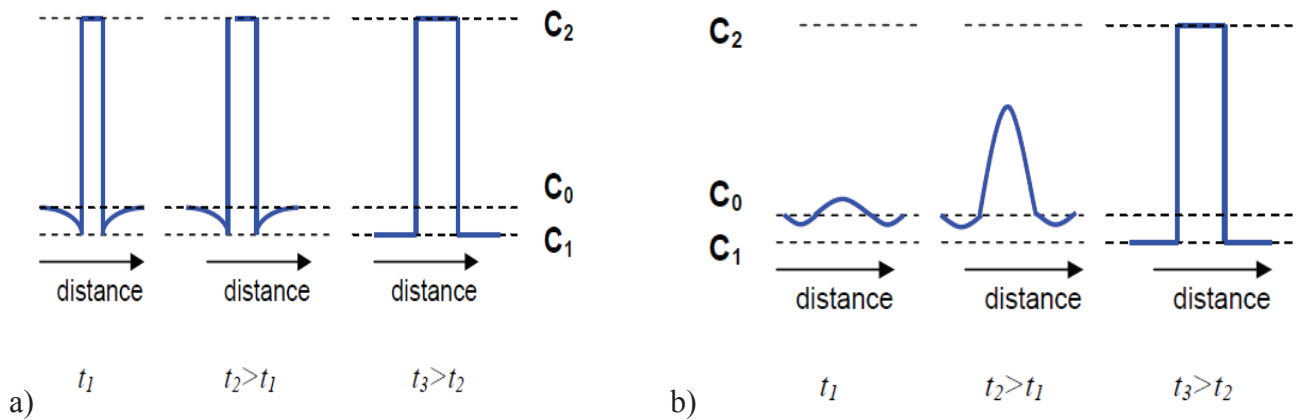 C₂
C₀
C₁
distance
distance
distance
t₁
t₂>t₁
t₃>t₂
a)
C₂
C₀
C₁
distance
distance
distance
t₁
t₂>t₁
t₃>t₂
b)